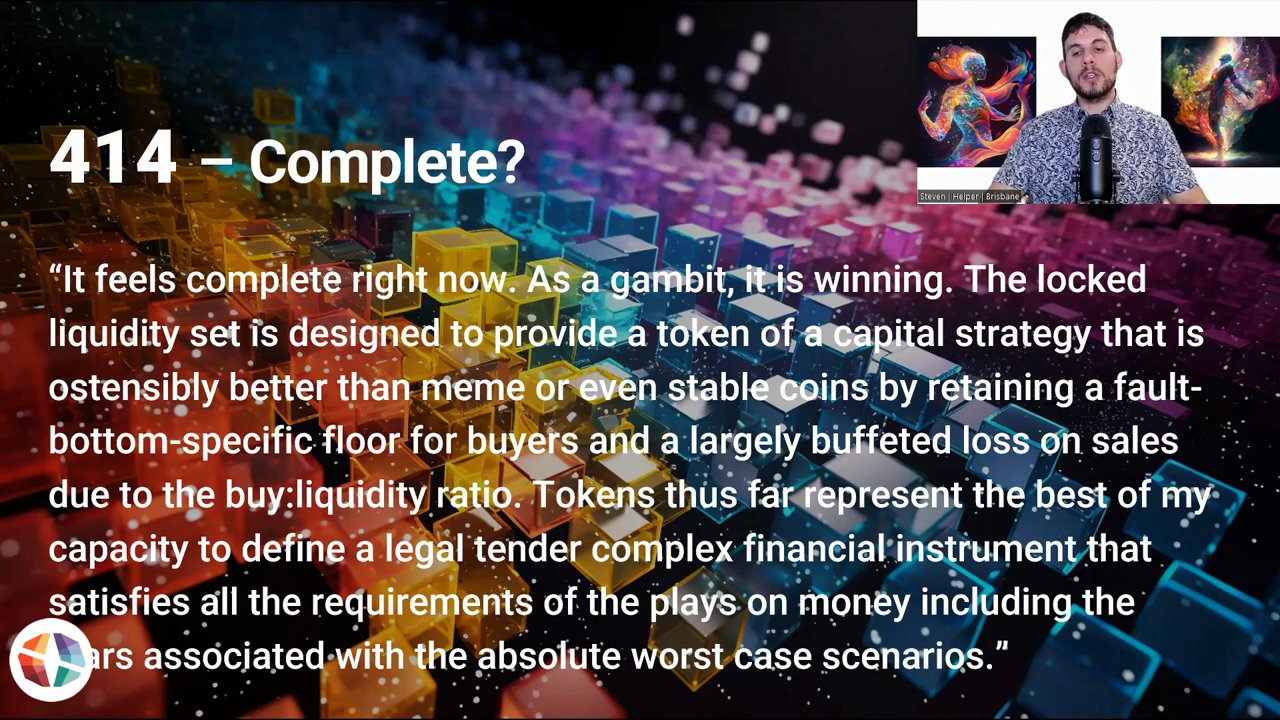 414 – Complete?
Steven | Helper | Brisbane
“It feels complete right now. As a gambit, it is winning. The locked
liquidity set is designed to provide a token of a capital strategy that is
ostensibly better than meme or even stable coins by retaining a fault-
bottom-specific floor for buyers and a largely buffeted loss on sales
due to the buy:liquidity ratio. Tokens thus far represent the best of my
capacity to define a legal tender complex financial instrument that
satisfies all the requirements of the plays on money including the
associated with the absolute worst case scenarios.”